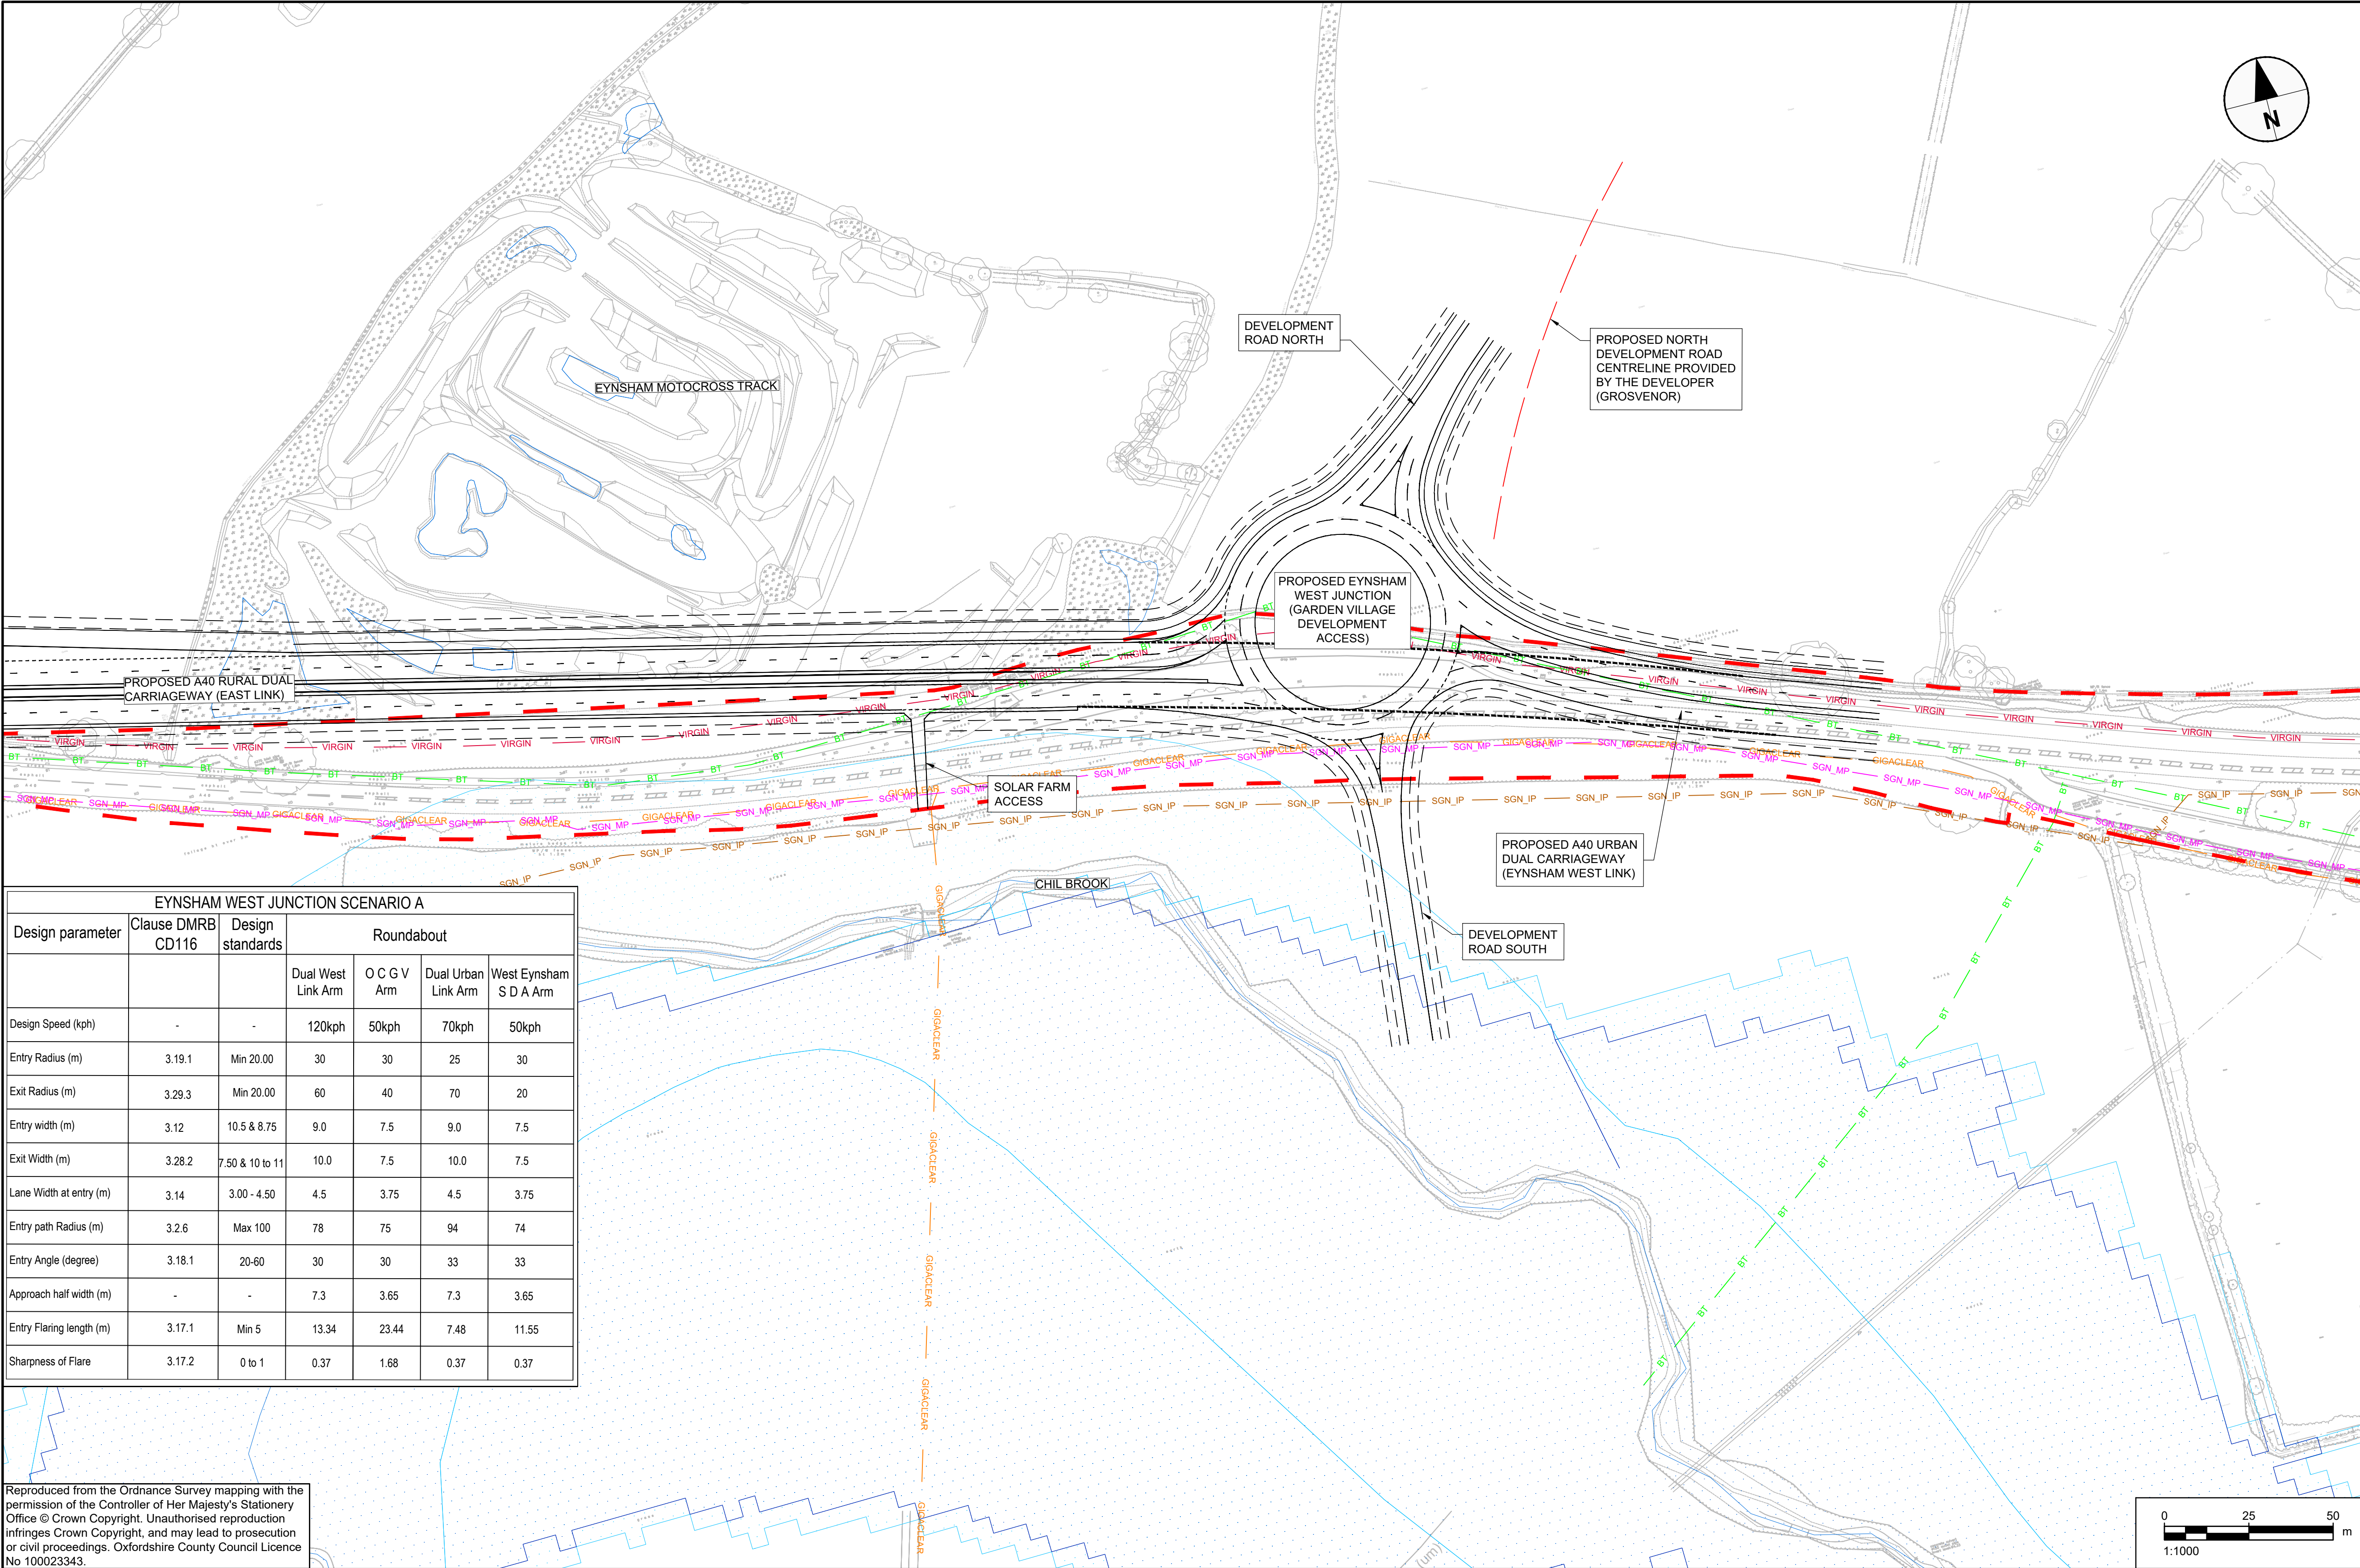 N
DEVELOPMENT
ROAD NORTH
PROPOSED NORTH
DEVELOPMENT ROAD
CENTRELINE PROVIDED
BY THE DEVELOPER
(GROSVENOR)
EYNSHAM MOTOCROSS TRACK
PROPOSED EYNSHAM
WEST JUNCTION
(GARDEN VILLAGE
DEVELOPMENT
ACCESS)
PROPOSED A40 RURAL DUAL
CARRIAGEWAY (EAST LINK)
VIRGIN
BT
GIGACLEAR
SGN_MP
SGN_IP
SOLAR FARM
ACCESS
PROPOSED A40 URBAN
DUAL CARRIAGEWAY
(EYNSHAM WEST LINK)
CHIL BROOK
DEVELOPMENT
ROAD SOUTH
EYNSHAM WEST JUNCTION SCENARIO A
Design parameter Clause DMRB CD116 Design standards Roundabout
Dual West Link Arm O C G V Arm Dual Urban Link Arm West Eynsham S D A Arm
Design Speed (kph) - - 120kph 50kph 70kph 50kph
Entry Radius (m) 3.19.1 Min 20.00 30 30 25 30
Exit Radius (m) 3.29.3 Min 20.00 60 40 70 20
Entry width (m) 3.12 10.5 & 8.75 9.0 7.5 9.0 7.5
Exit Width (m) 3.28.2 7.50 & 10 to 11 10.0 7.5 10.0 7.5
Lane Width at entry (m) 3.14 3.00 - 4.50 4.5 3.75 4.5 3.75
Entry path Radius (m) 3.2.6 Max 100 78 75 94 74
Entry Angle (degree) 3.18.1 20-60 30 30 33 33
Approach half width (m) - - 7.3 3.65 7.3 3.65
Entry Flaring length (m) 3.17.1 Min 5 13.34 23.44 7.48 11.55
Sharpness of Flare 3.17.2 0 to 1 0.37 1.68 0.37 0.37
Reproduced from the Ordnance Survey mapping with the
permission of the Controller of Her Majesty's Stationery
Office © Crown Copyright. Unauthorised reproduction
infringes Crown Copyright, and may lead to prosecution
or civil proceedings. Oxfordshire County Council Licence
No 100023343.
(um)
0 25 50
m
1:1000